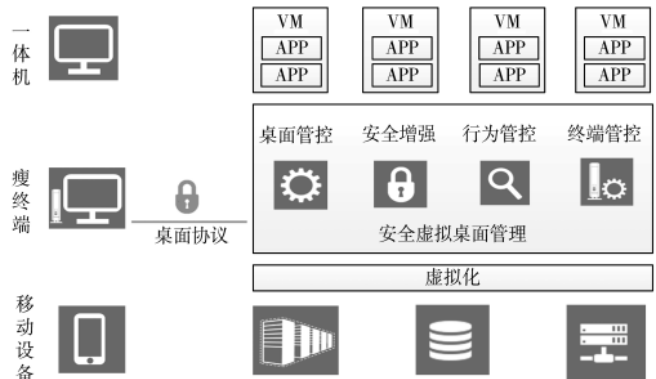 一体机
VM
APP
APP
VM
APP
APP
VM
APP
APP
VM
APP
APP
桌面管控
安全增强
行为管控
终端管控
瘦终端
桌面协议
安全虚拟桌面管理
虚拟化
移动设备